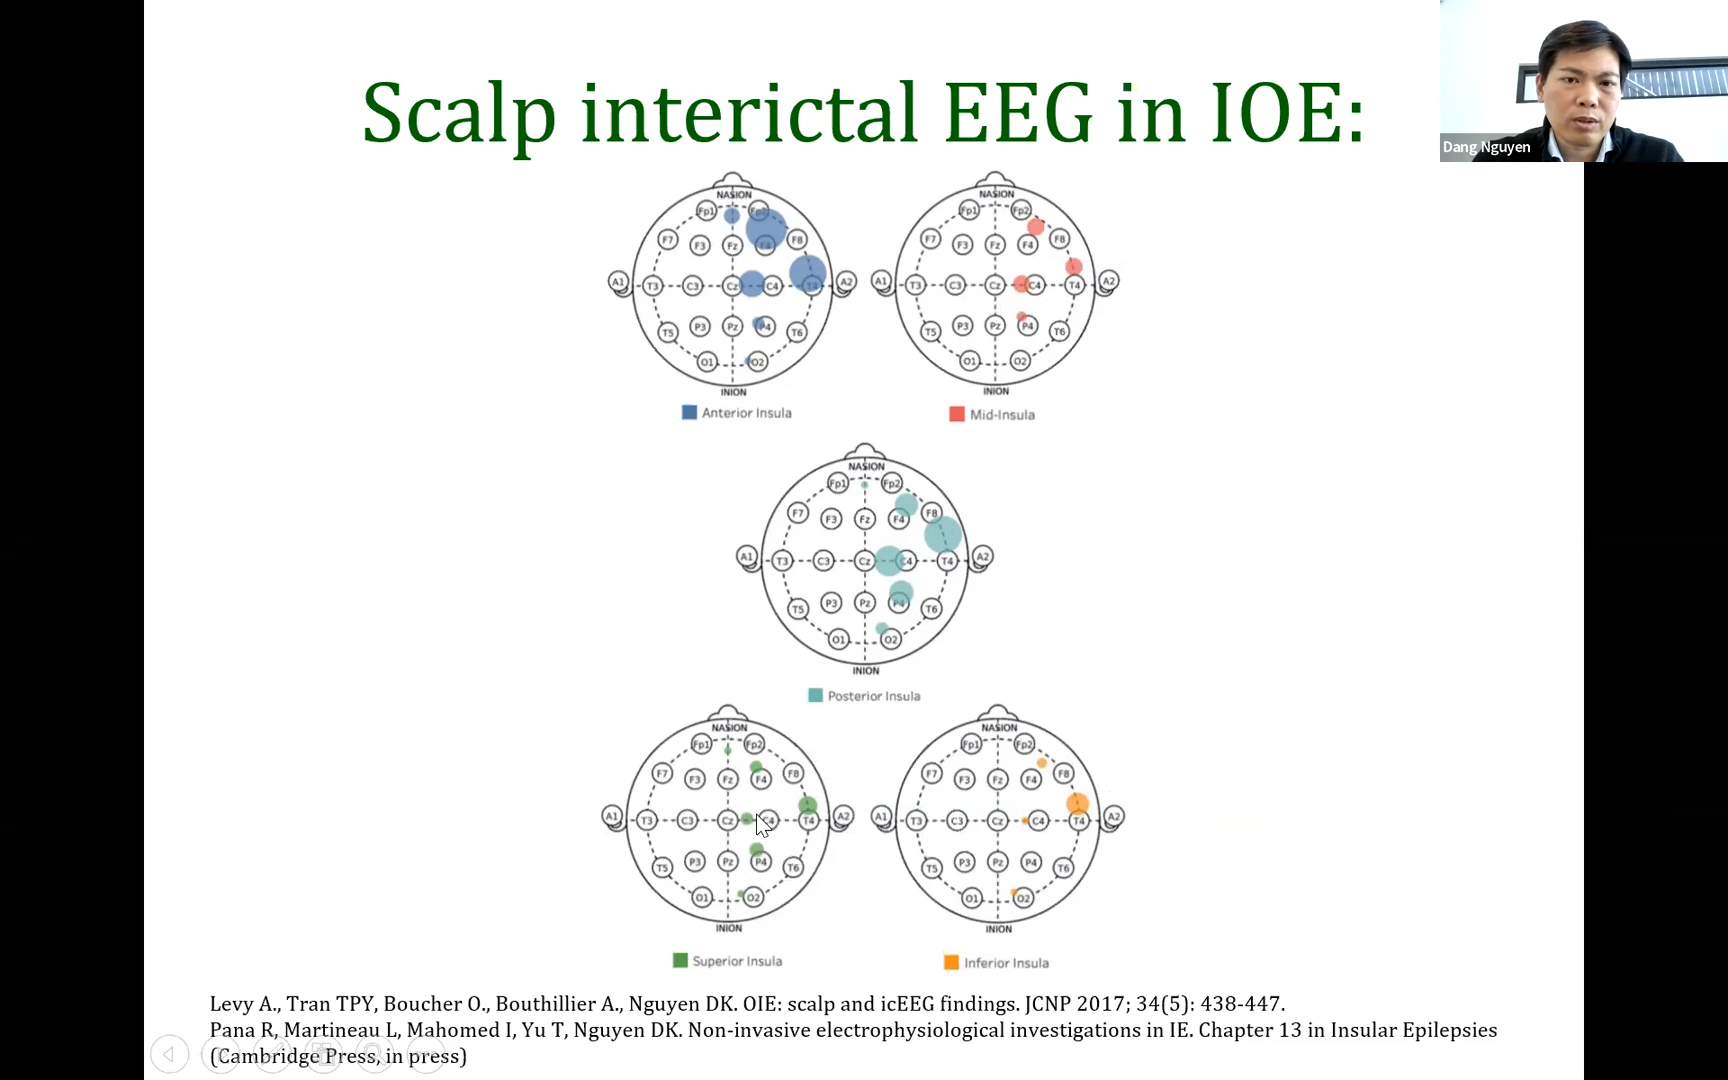 Scalp interictal EEG in IOE:
Dang Nguyen
NASION
Fp1 Fp2
F7 F3 Fz F4 F8
A1 T3 C3 Cz C4 T4 A2
T5 P3 Pz P4 T6
O1 O2
INION
Anterior Insula
NASION
Fp1 Fp2
F7 F3 Fz F4 F8
A1 T3 C3 Cz C4 T4 A2
T5 P3 Pz P4 T6
O1 O2
INION
Mid-Insula
NASION
Fp1 Fp2
F7 F3 Fz F4 F8
A1 T3 C3 Cz C4 T4 A2
T5 P3 Pz P4 T6
O1 O2
INION
Posterior Insula
NASION
Fp1 Fp2
F7 F3 Fz F4 F8
A1 T3 C3 Cz C4 T4 A2
T5 P3 Pz P4 T6
O1 O2
INION
Superior Insula
NASION
Fp1 Fp2
F7 F3 Fz F4 F8
A1 T3 C3 Cz C4 T4 A2
T5 P3 Pz P4 T6
O1 O2
INION
Inferior Insula
Levy A., Tran TPY, Boucher O., Bouthillier A., Nguyen DK. OIE: scalp and icEEG findings. JCNP 2017; 34(5): 438-447.
Pana R, Martineau L, Mahomed I, Yu T, Nguyen DK. Non-invasive electrophysiological investigations in IE. Chapter 13 in Insular Epilepsies
(Cambridge Press, in press)